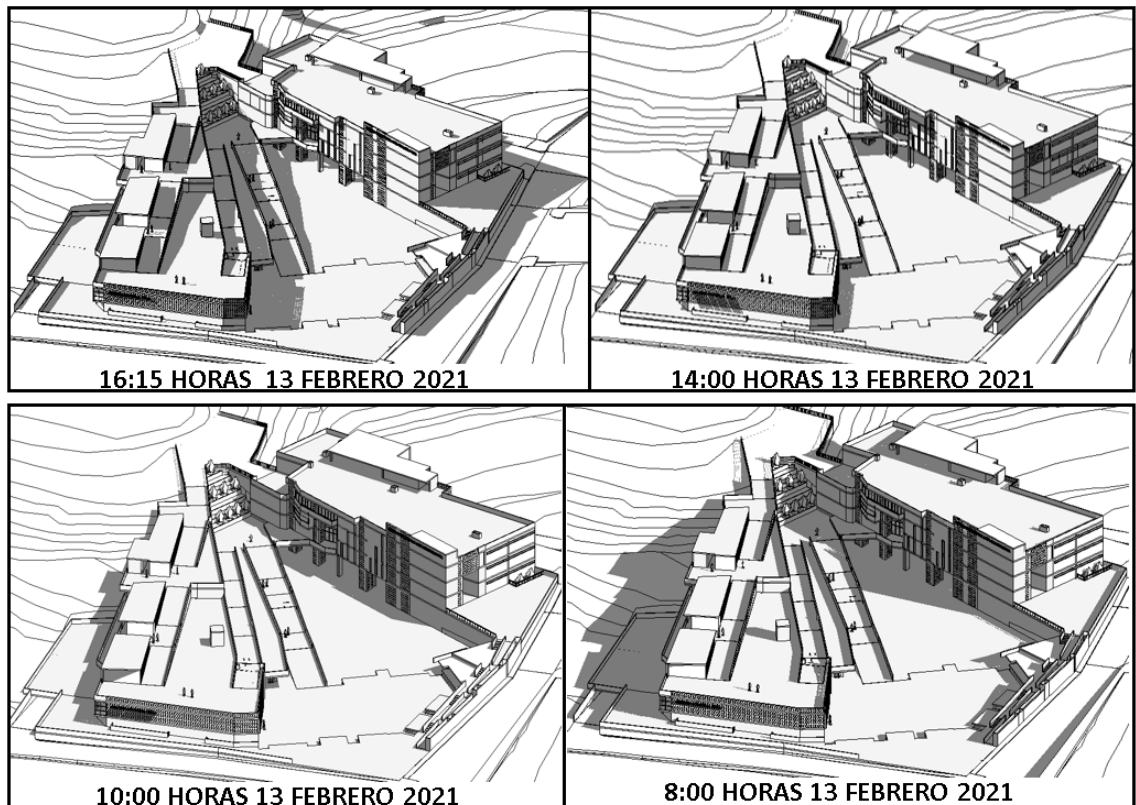 16:15 HORAS 13 FEBRERO 2021
14:00 HORAS 13 FEBRERO 2021
10:00 HORAS 13 FEBRERO 2021
8:00 HORAS 13 FEBRERO 2021